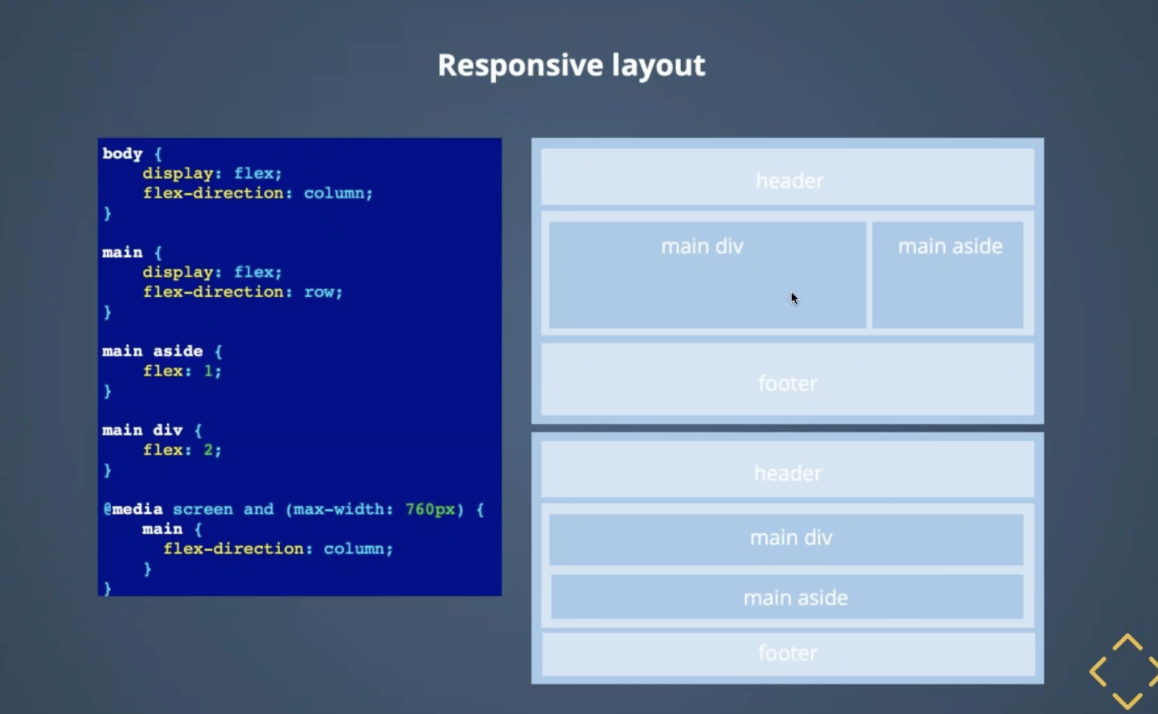 Responsive layout
body {
    display: flex;
    flex-direction: column;
}
main {
    display: flex;
    flex-direction: row;
}
main aside {
    flex: 1;
}
main div {
    flex: 2;
}
@media screen and (max-width: 760px) {
    main {
      flex-direction: column;
    }
}
header
main div
main aside
footer
header
main div
main aside
footer